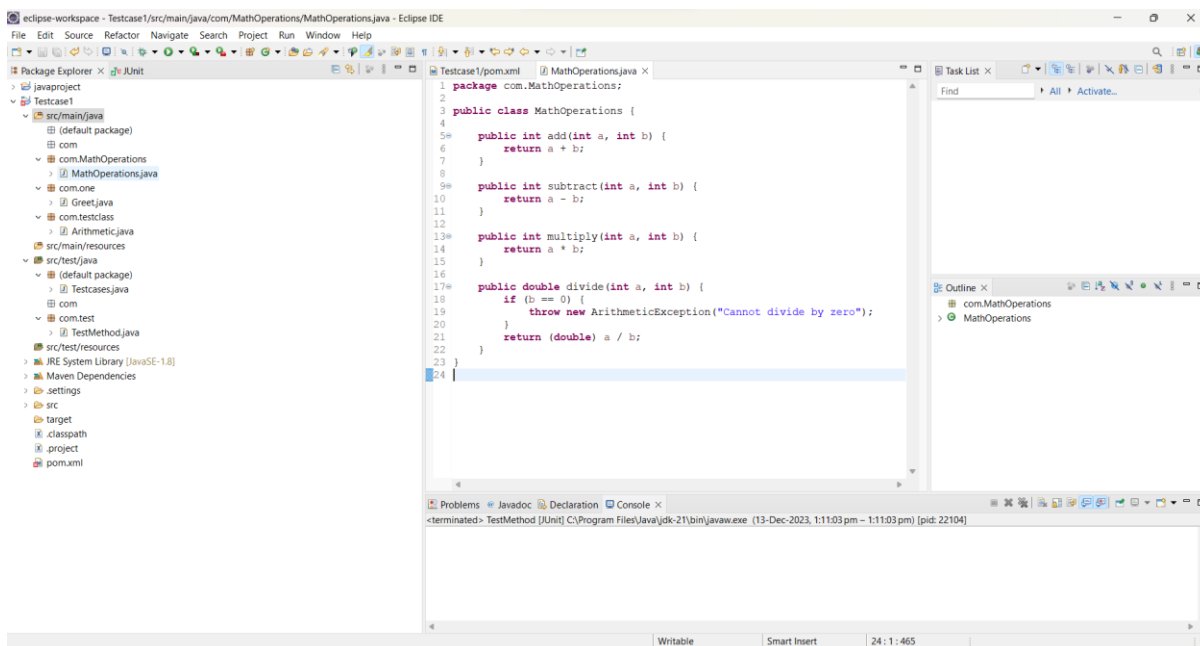 eclipse-workspace - Testcase1/src/main/java/com/MathOperations/MathOperations.java - Eclipse IDE
File Edit Source Refactor Navigate Search Project Run Window Help
Package Explorer JUnit
javaproject
Testcase1
src/main/java
(default package)
com
com.MathOperations
MathOperations.java
com.one
Greet.java
com.testclass
Arithmetic.java
src/main/resources
src/test/java
(default package)
Testcases.java
com
com.test
TestMethod.java
src/test/resources
JRE System Library [JavaSE-1.8]
Maven Dependencies
.settings
src
target
.classpath
.project
pom.xml
Testcase1/pom.xml MathOperations.java
1 package com.MathOperations;
2
3 public class MathOperations {
4
5 public int add(int a, int b) {
6 return a + b;
7 }
8
9 public int subtract(int a, int b) {
10 return a - b;
11 }
12
13 public int multiply(int a, int b) {
14 return a * b;
15 }
16
17 public double divide(int a, int b) {
18 if (b == 0) {
19 throw new ArithmeticException("Cannot divide by zero");
20 }
21 return (double) a / b;
22 }
23 }
24
Task List
Find All Activate...
Outline
com.MathOperations
MathOperations
Problems Javadoc Declaration Console
<terminated> TestMethod [JUnit] C:\Program Files\Java\jdk-21\bin\javaw.exe (13-Dec-2023, 1:11:03 pm – 1:11:03 pm) [pid: 22104]
Writable Smart Insert 24 : 1 : 465